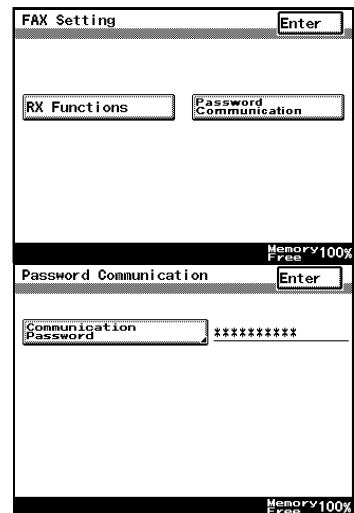 FAX Setting
Enter
RX Functions
Password
Communication
Memory
Free 100%
Password Communication
Enter
Communication
Password
**********
Memory
Free 100%